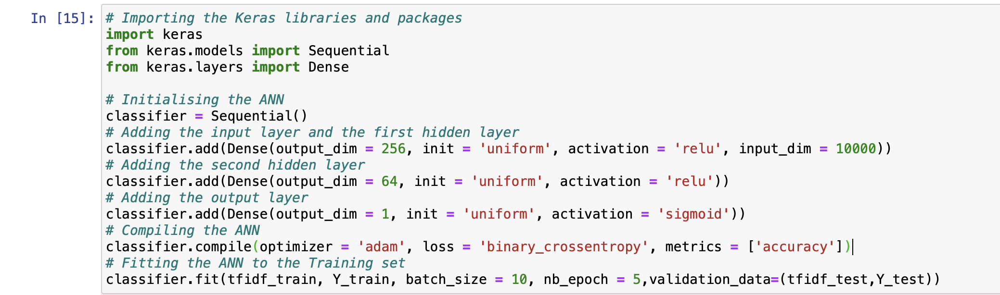 In [15]:
# Importing the Keras libraries and packages
import keras
from keras.models import Sequential
from keras.layers import Dense

# Initialising the ANN
classifier = Sequential()
# Adding the input layer and the first hidden layer
classifier.add(Dense(output_dim = 256, init = 'uniform', activation = 'relu', input_dim = 10000))
# Adding the second hidden layer
classifier.add(Dense(output_dim = 64, init = 'uniform', activation = 'relu'))
# Adding the output layer
classifier.add(Dense(output_dim = 1, init = 'uniform', activation = 'sigmoid'))
# Compiling the ANN
classifier.compile(optimizer = 'adam', loss = 'binary_crossentropy', metrics = ['accuracy'])
# Fitting the ANN to the Training set
classifier.fit(tfidf_train, Y_train, batch_size = 10, nb_epoch = 5,validation_data=(tfidf_test,Y_test))